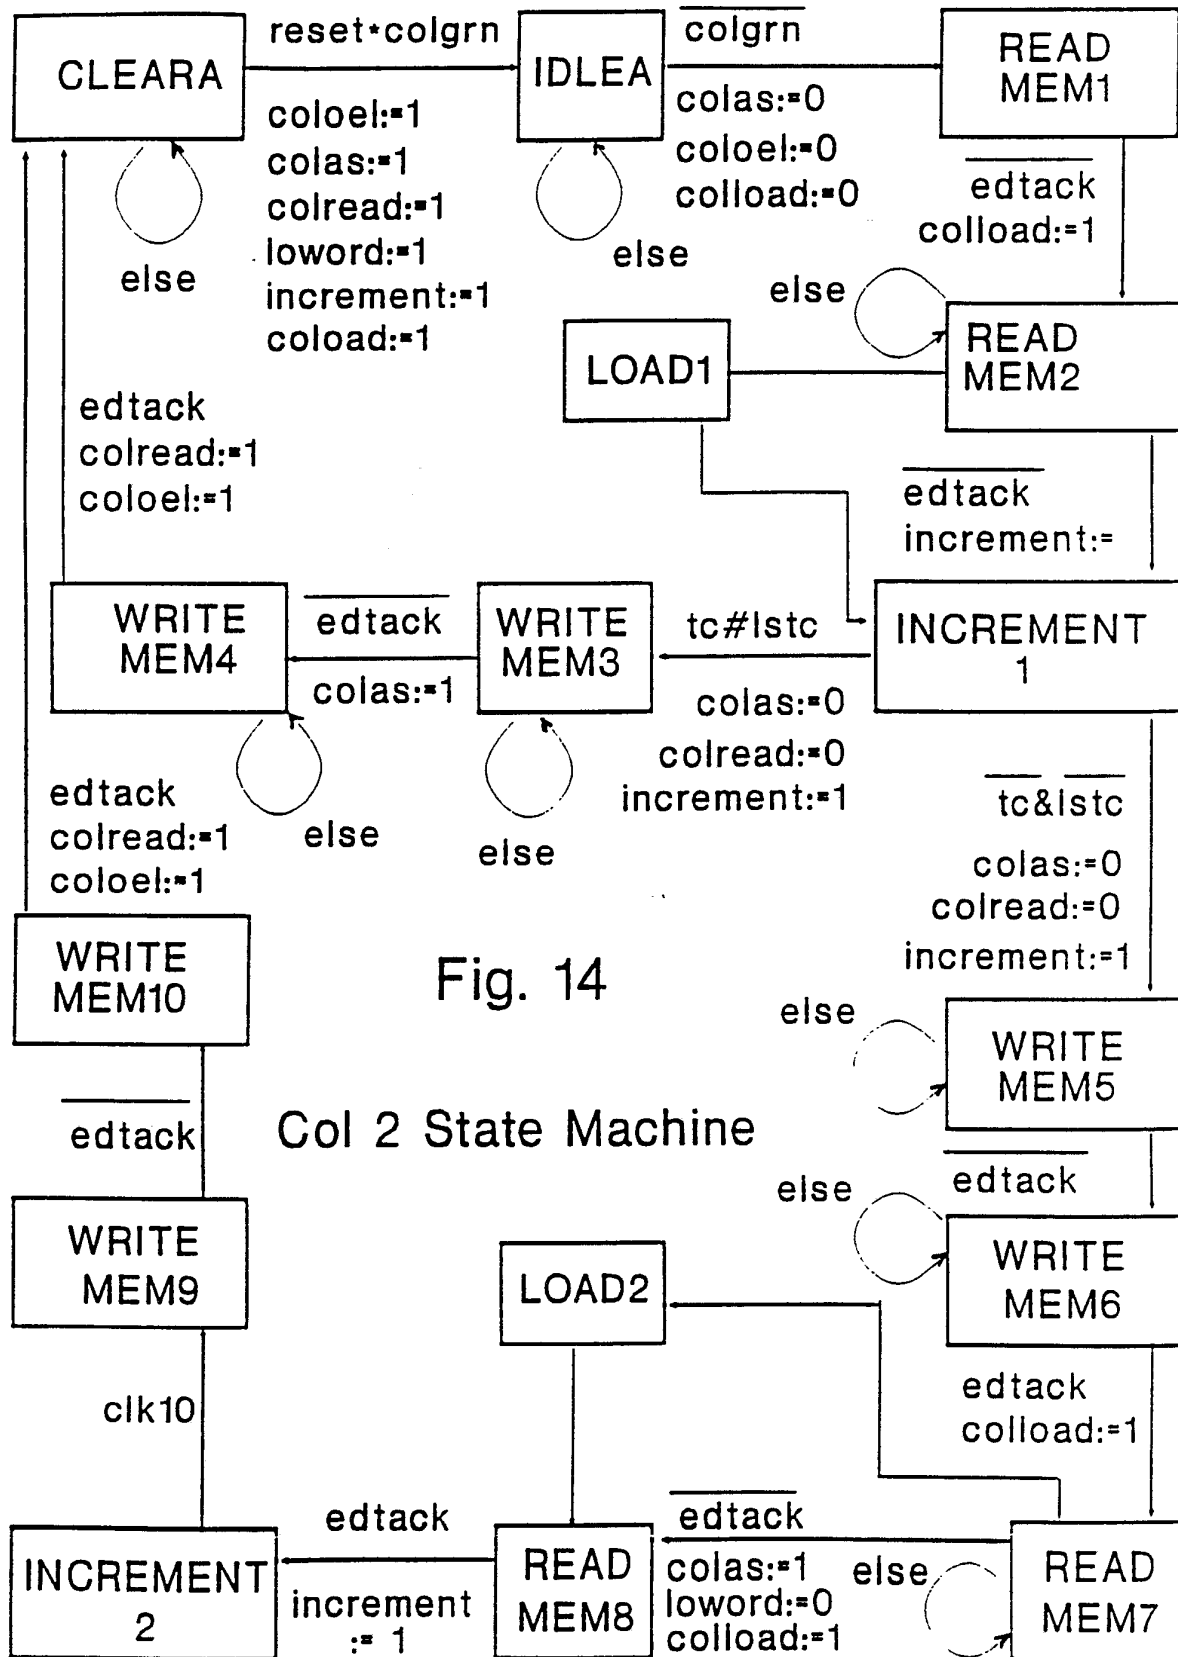 reset*colgrn
colgrn
CLEARA
IDLEA
READ
MEM1
coloel:=1
colas:=1
colread:=1
loword:=1
increment:=1
coload:=1
else
colas:=0
coloel:=0
colload:=0
else
edtack
colload:=1
else
LOAD1
READ
MEM2
edtack
colread:=1
coloel:=1
edtack
increment:=
WRITE
MEM4
edtack
colas:=1
WRITE
MEM3
tc#lstc
INCREMENT
1
colas:=0
colread:=0
increment:=1
else
else
tc&lstc
colas:=0
colread:=0
increment:=1
edtack
colread:=1
coloel:=1
WRITE
MEM10
Fig. 14
else
WRITE
MEM5
edtack
Col 2 State Machine
edtack
else
WRITE
MEM9
LOAD2
WRITE
MEM6
clk10
edtack
colload:=1
INCREMENT
2
edtack
increment
:= 1
READ
MEM8
edtack
colas:=1
loword:=0
colload:=1
else
READ
MEM7